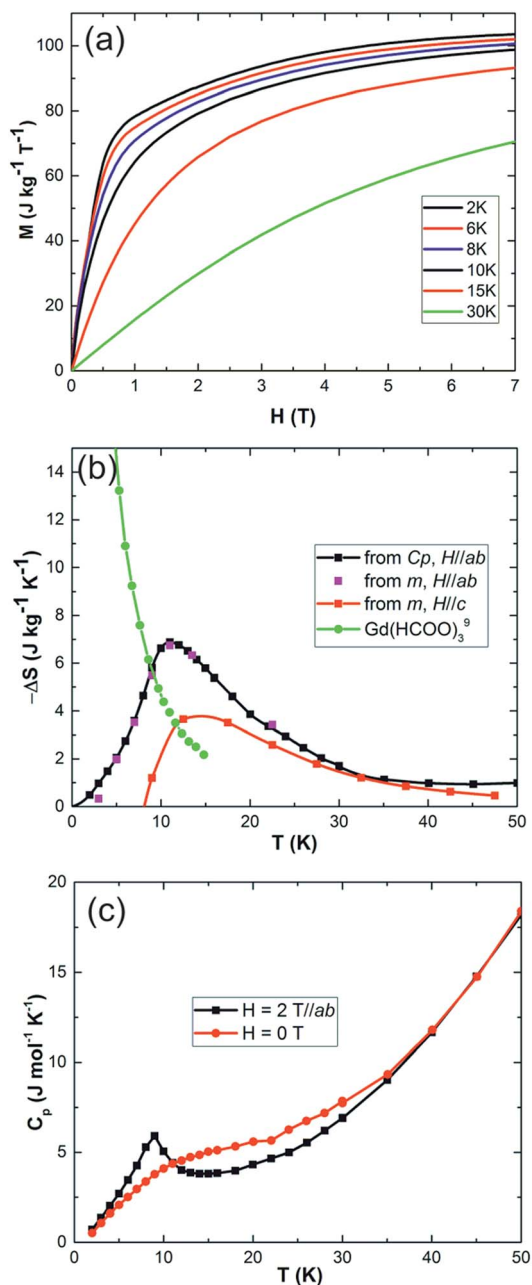 (a)
M (J kg⁻¹ T⁻¹)
100
80
60
40
20
0
2K
6K
8K
10K
15K
30K
0 1 2 3 4 5 6 7
H (T)
(b)
−ΔS (J kg⁻¹ K⁻¹)
14
12
10
8
6
4
2
0
from Cp, H//ab
from m, H//ab
from m, H//c
Gd(HCOO)₃⁹
0 10 20 30 40 50
T (K)
(c)
Cₚ (J mol⁻¹ K⁻¹)
20
15
10
5
0
H = 2 T//ab
H = 0 T
0 10 20 30 40 50
T (K)